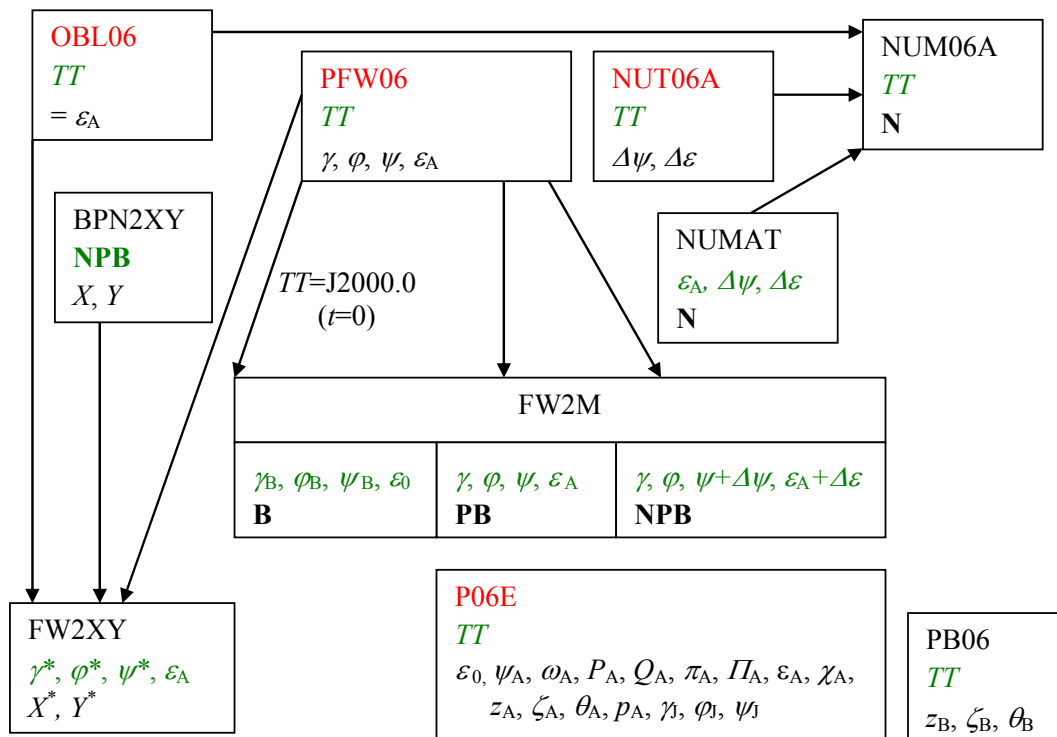 OBL06
TT
= εA
PFW06
TT
γ, φ, ψ, εA
NUT06A
TT
Δψ, Δε
NUM06A
TT
N
BPN2XY
NPB
X, Y
TT=J2000.0
(t=0)
NUMAT
εA, Δψ, Δε
N
FW2M
γB, φB, ψB, ε0
B
γ, φ, ψ, εA
PB
γ, φ, ψ+Δψ, εA+Δε
NPB
FW2XY
γ*, φ*, ψ*, εA
X*, Y*
P06E
TT
ε0, ψA, ωA, PA, QA, πA, ΠA, εA, χA,
zA, ζA, θA, pA, γJ, φJ, ψJ
PB06
TT
zB, ζB, θB